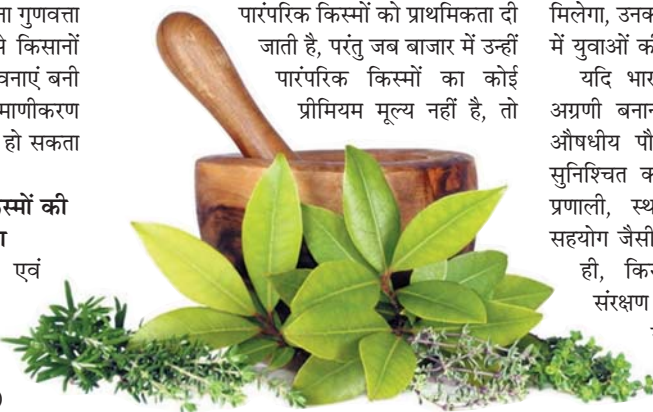 ना गुणवत्ता
किसानों
वनाएं बनी
माणीकरण
हो सकता
स्मों की
एवं
पारंपरिक किस्मों को प्राथमिकता दी
जाती है, परंतु जब बाजार में उन्हीं
पारंपरिक किस्मों का कोई
प्रीमियम मूल्य नहीं है, तो
मिलेगा, उनक
में युवाओं की
यदि भार
अग्रणी बनान
औषधीय पौ
सुनिश्चित क
प्रणाली, स्थ
सहयोग जैसी
ही, किस
संरक्षण